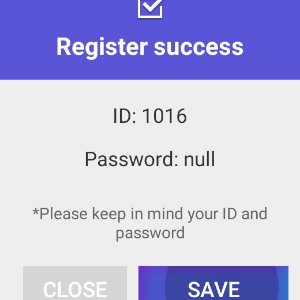 Register success
ID: 1016
Password: null
*Please keep in mind your ID and
password
CLOSE
SAVE